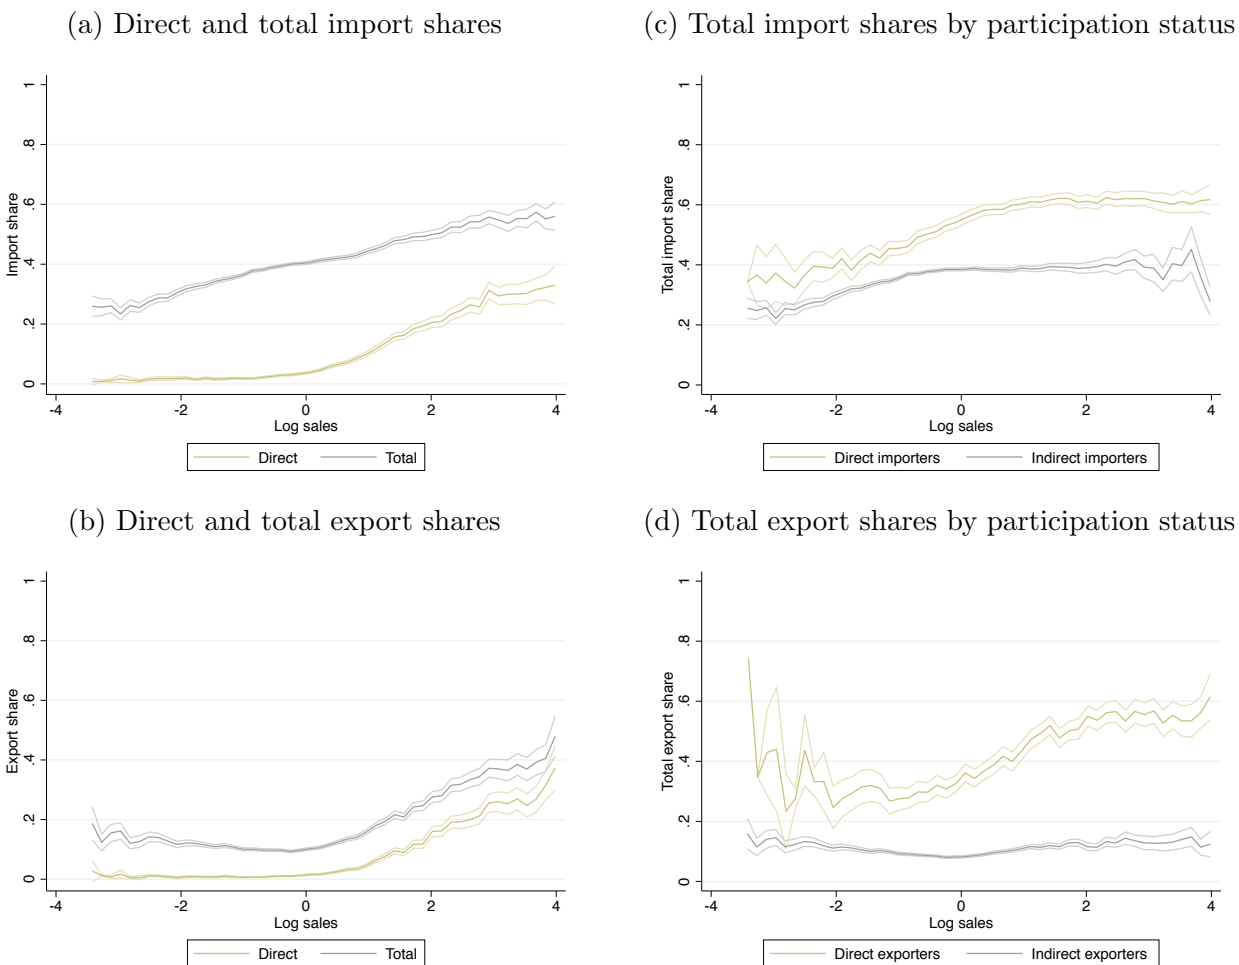 (a) Direct and total import shares
1
.8
.6
.4
.2
0
Import share
-4 -2 0 2 4
Log sales
Direct Total
(c) Total import shares by participation status
1
.8
.6
.4
.2
0
Total import share
-4 -2 0 2 4
Log sales
Direct importers Indirect importers
(b) Direct and total export shares
1
.8
.6
.4
.2
0
Export share
-4 -2 0 2 4
Log sales
Direct Total
(d) Total export shares by participation status
1
.8
.6
.4
.2
0
Total export share
-4 -2 0 2 4
Log sales
Direct exporters Indirect exporters